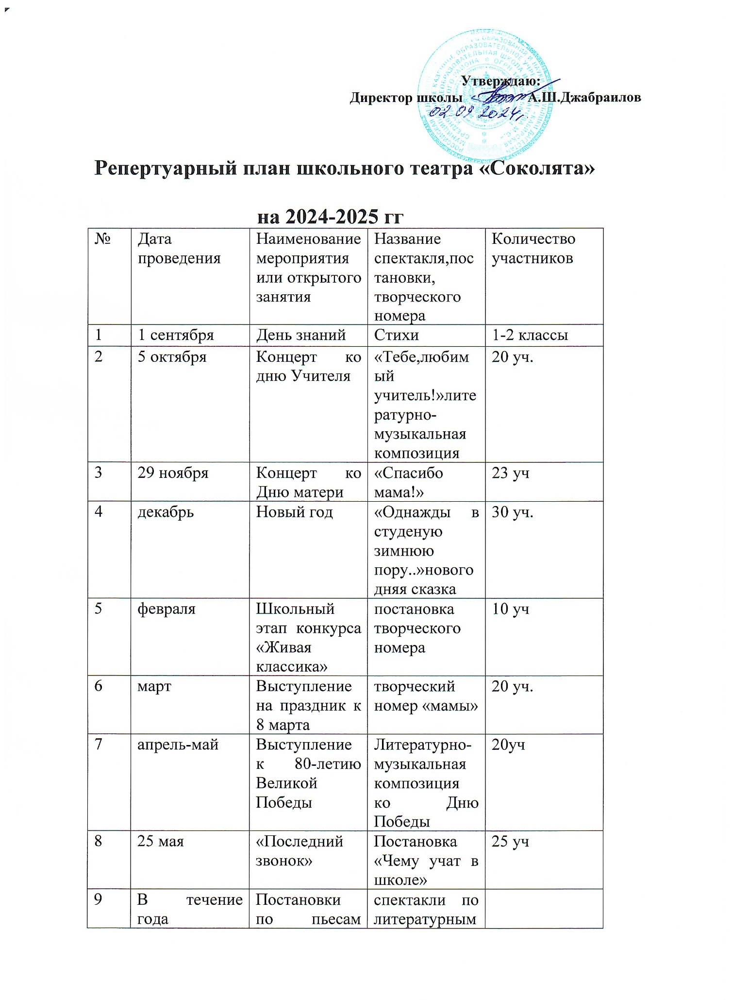 Утверждаю:
Директор школы А.Ш.Джабраилов
02.09.2024г.
Репертуарный план школьного театра «Соколята»
на 2024-2025 гг
№ Дата проведения Наименование мероприятия или открытого занятия Название спектакля,постановки, творческого номера Количество участников
1 1 сентября День знаний Стихи 1-2 классы
2 5 октября Концерт ко дню Учителя «Тебе,любимый учитель!»литературно-музыкальная композиция 20 уч.
3 29 ноября Концерт ко Дню матери «Спасибо мама!» 23 уч
4 декабрь Новый год «Однажды в студеную зимнюю пору..»новогодняя сказка 30 уч.
5 февраля Школьный этап конкурса «Живая классика» постановка творческого номера 10 уч
6 март Выступление на праздник к 8 марта творческий номер «мамы» 20 уч.
7 апрель-май Выступление к 80-летию Великой Победы Литературно-музыкальная композиция ко Дню Победы 20уч
8 25 мая «Последний звонок» Постановка «Чему учат в школе» 25 уч
9 В течение года Постановки по пьесам спектакли по литературным